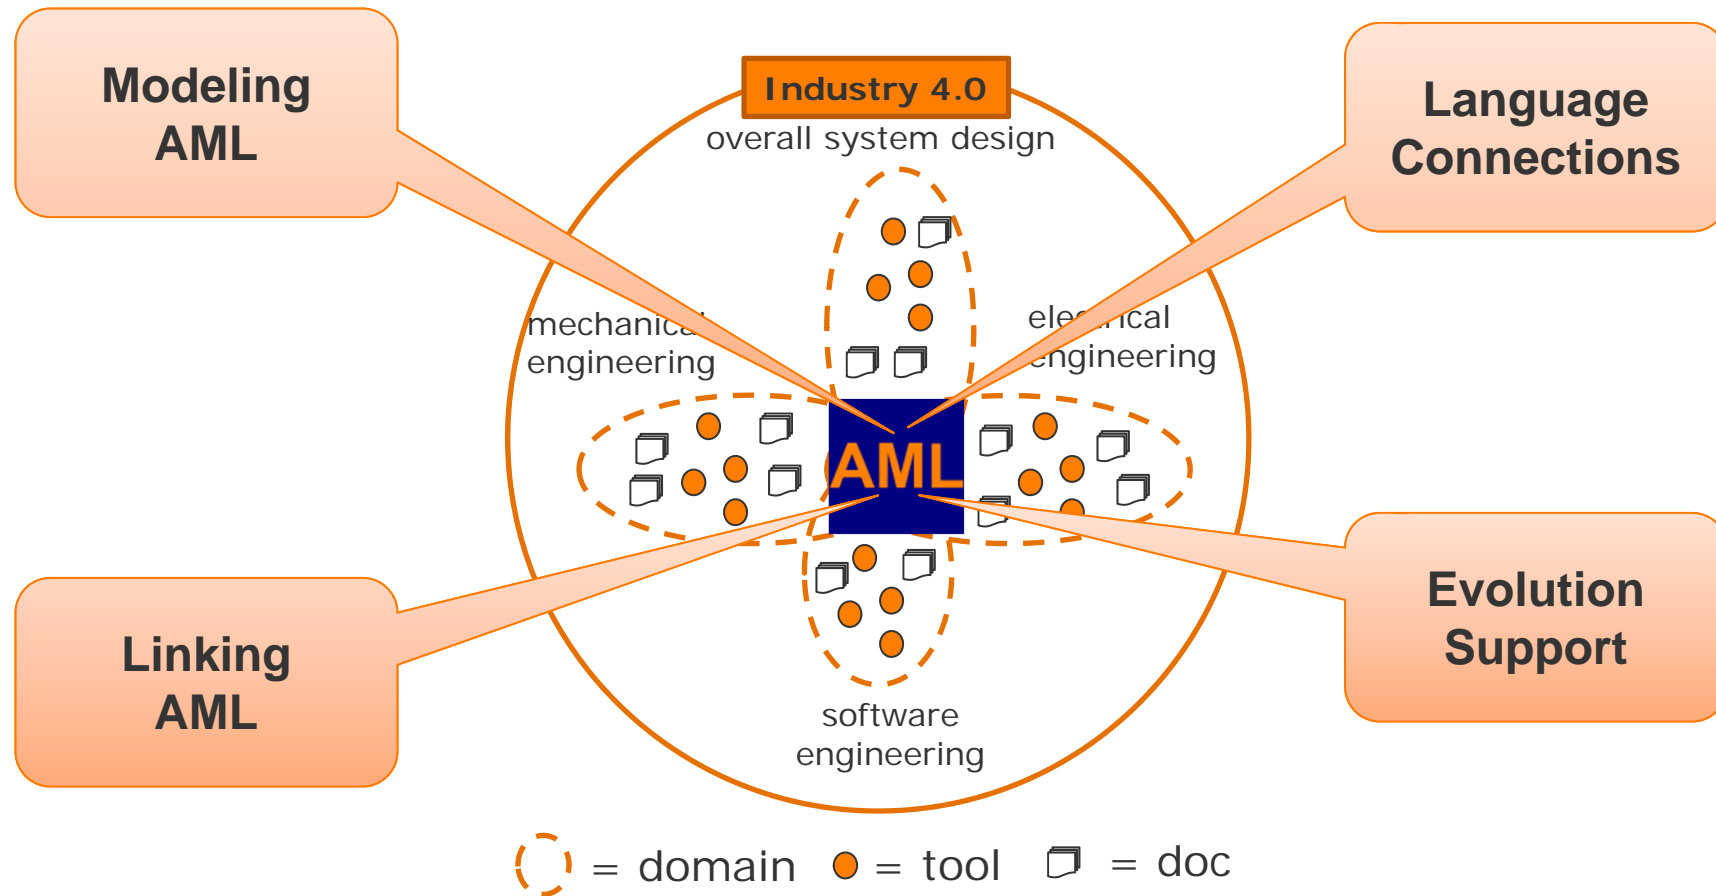 Modeling
AML
Industry 4.0
overall system design
Language
Connections
mechanical
engineering
electrical
engineering
AML
Linking
AML
Evolution
Support
software
engineering
= domain
= tool
= doc